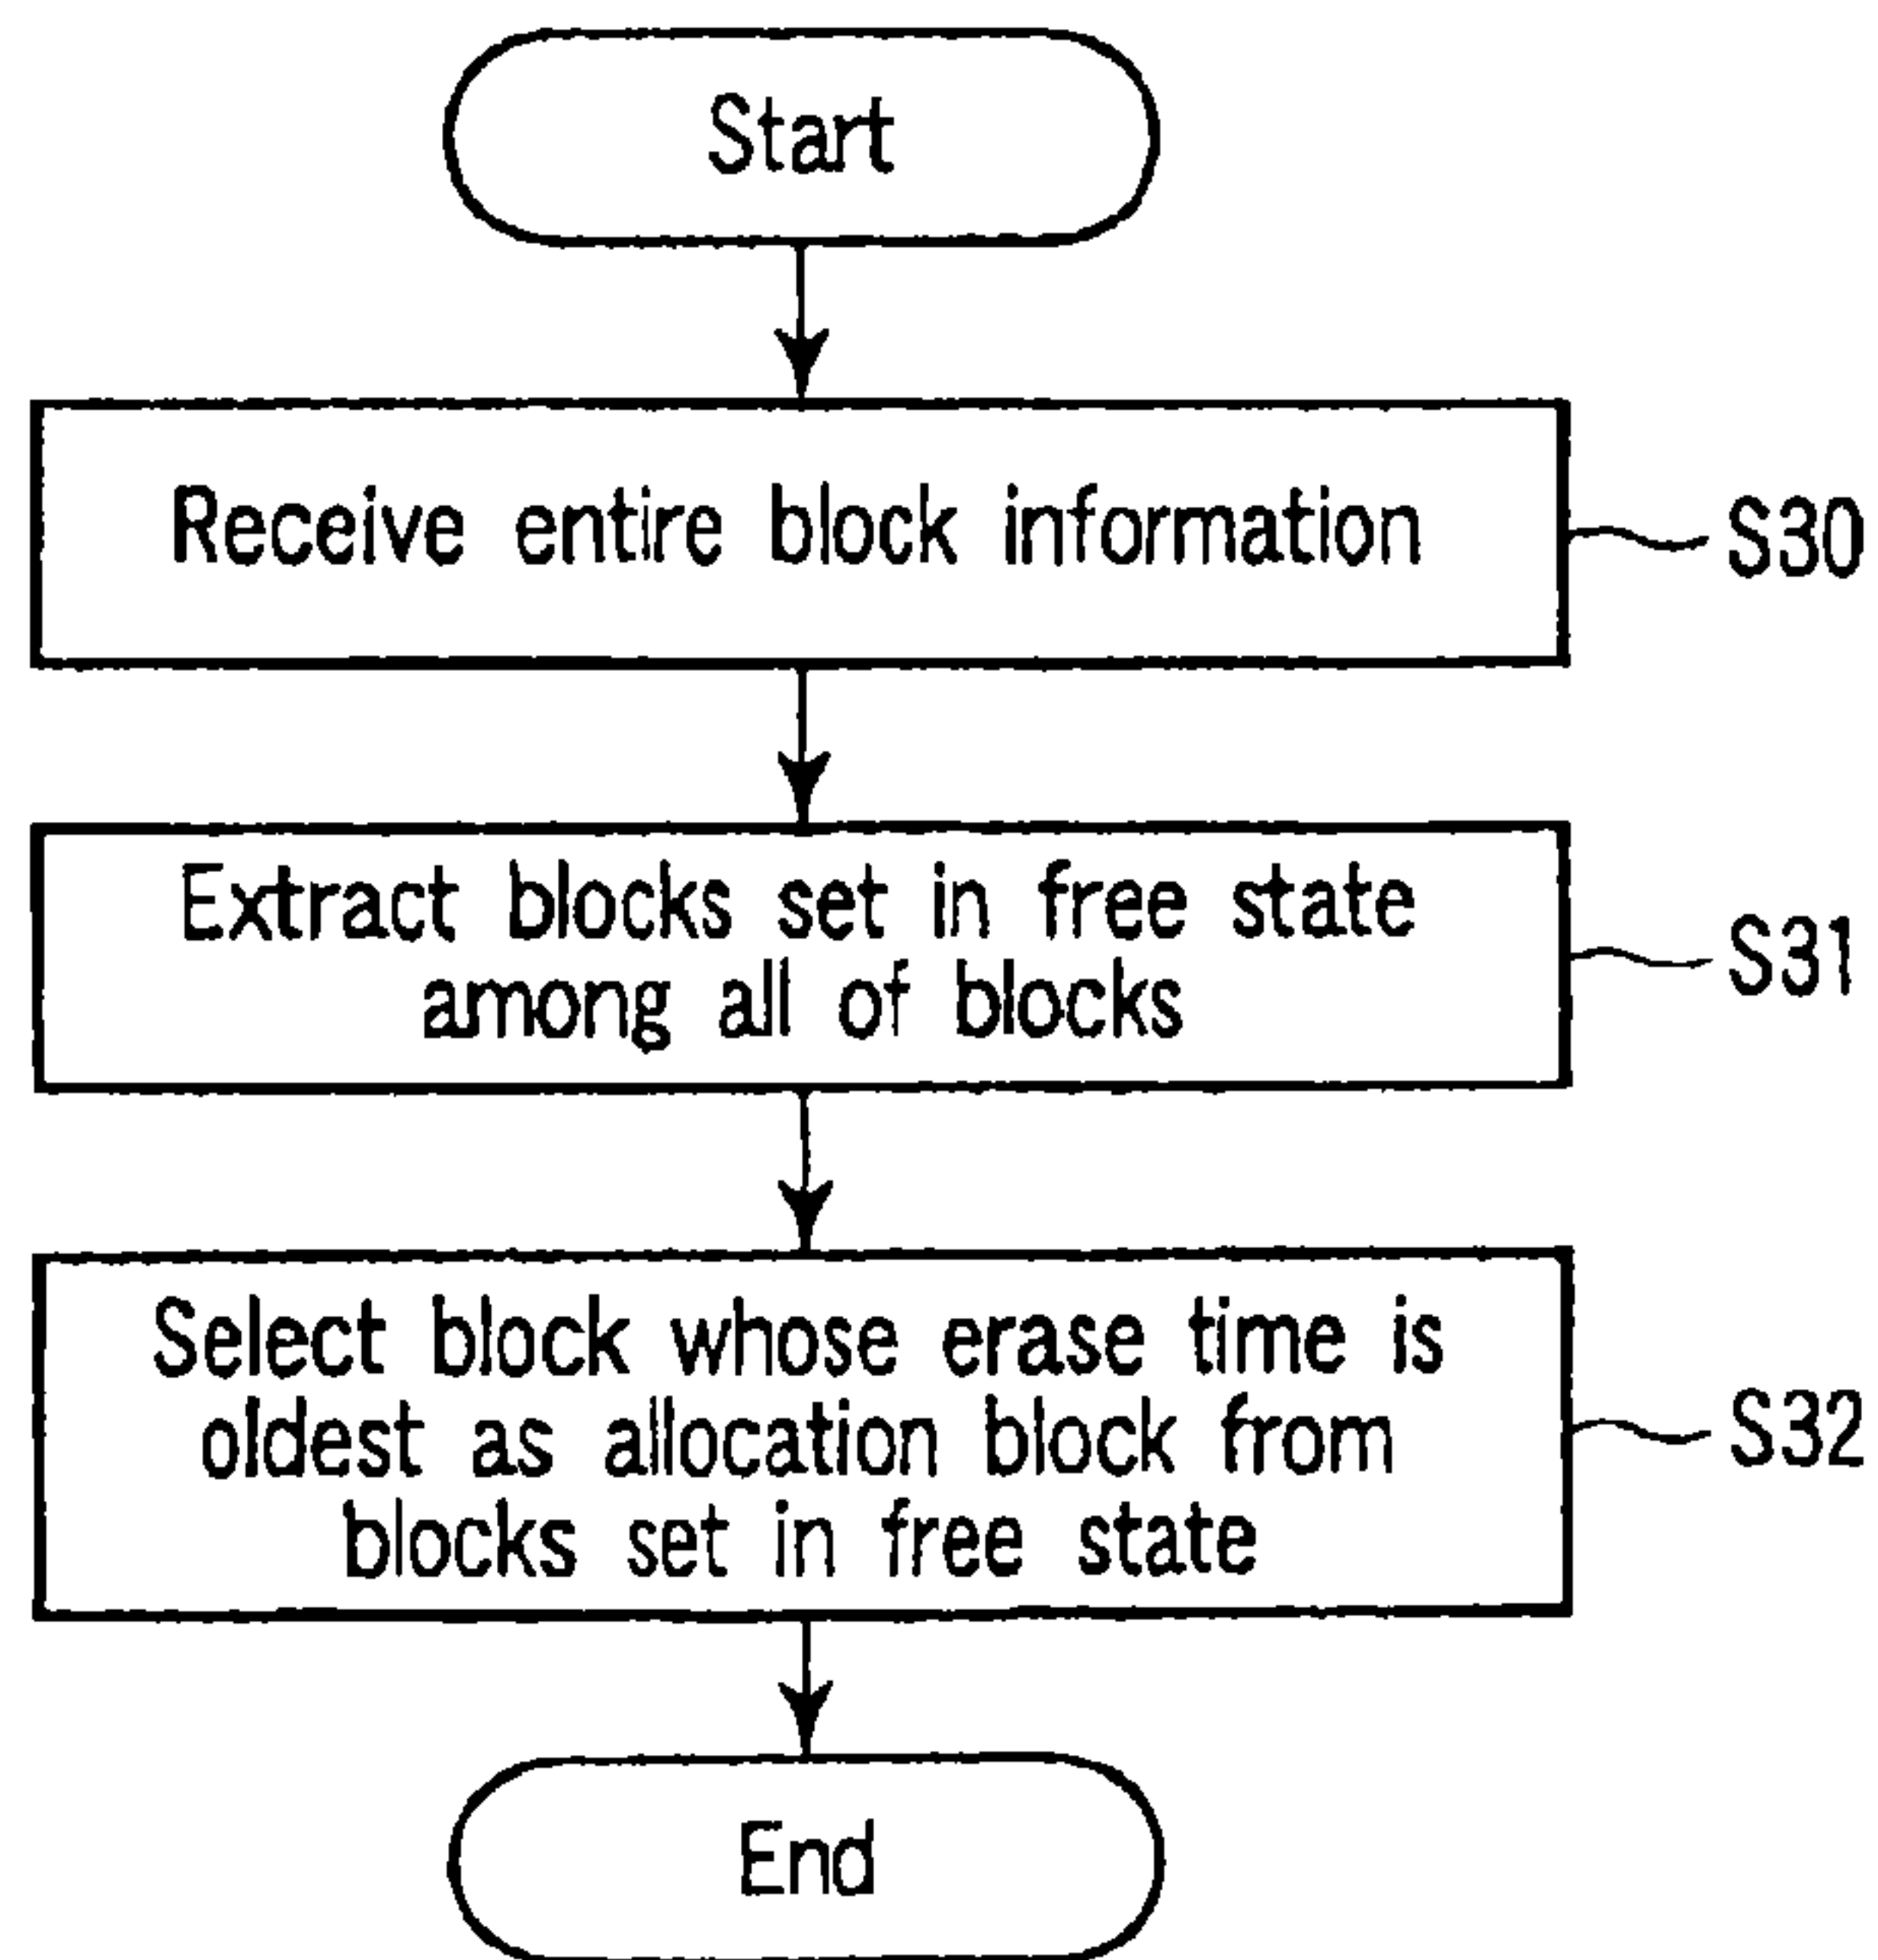 Start
Receive entire block information
S30
Extract blocks set in free state
among all of blocks
S31
Select block whose erase time is
oldest as allocation block from
blocks set in free state
S32
End